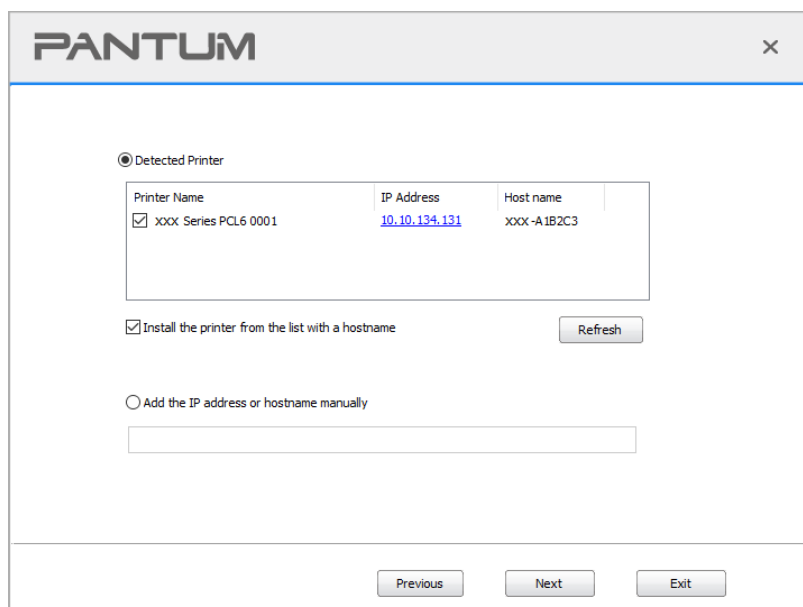 PANTUM
Detected Printer
Printer Name IP Address Host name
XXX Series PCL6 0001 10.10.134.131 XXX-A1B2C3
Install the printer from the list with a hostname Refresh
Add the IP address or hostname manually
Previous Next Exit